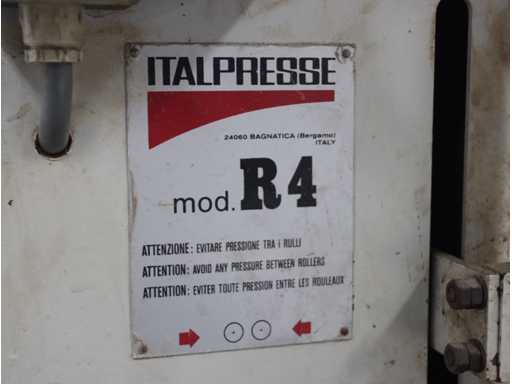 ITALPRESSE
24060 BAGNATICA (Bergamo)
ITALY
mod. R4
ATTENZIONE: EVITARE PRESSIONE TRA i RULLI
ATTENTION: AVOID ANY PRESSURE BETWEEN ROLLERS
ATTENTION: EVITER TOUTE PRESSION ENTRE LES ROULEAUX